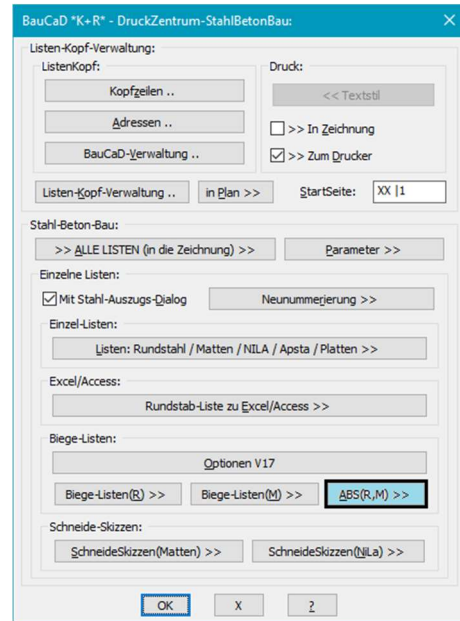 BauCaD *K+R* - DruckZentrum-StahlBetonBau:
Listen-Kopf-Verwaltung:
ListenKopf:
Kopfzeilen ..
Adressen ..
BauCaD-Verwaltung ..
Druck:
<< Textstil
>> In Zeichnung
>> Zum Drucker
Listen-Kopf-Verwaltung ..
in Plan >>
StartSeite:
XX |1
Stahl-Beton-Bau:
>> ALLE LISTEN (in die Zeichnung) >>
Parameter >>
Einzelne Listen:
Mit Stahl-Auszugs-Dialog
Neunummerierung >>
Einzel-Listen:
Listen: Rundstahl / Matten / NILA / Apsta / Platten >>
Excel/Access:
Rundstab-Liste zu Excel/Access >>
Biege-Listen:
Optionen V17
Biege-Listen(R) >>
Biege-Listen(M) >>
ABS(R,M) >>
Schneide-Skizzen:
SchneideSkizzen(Matten) >>
SchneideSkizzen(NiLa) >>
OK
X
?